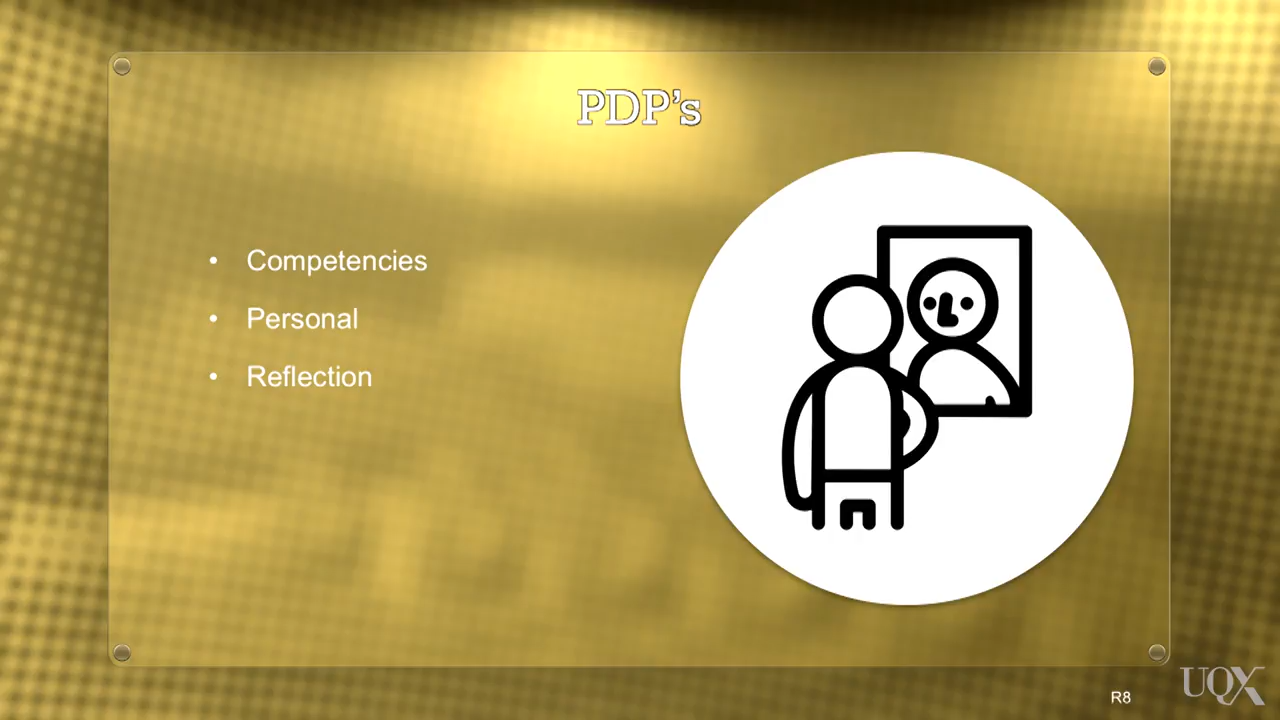 PDP's
• Competencies
• Personal
• Reflection
R8
UQX